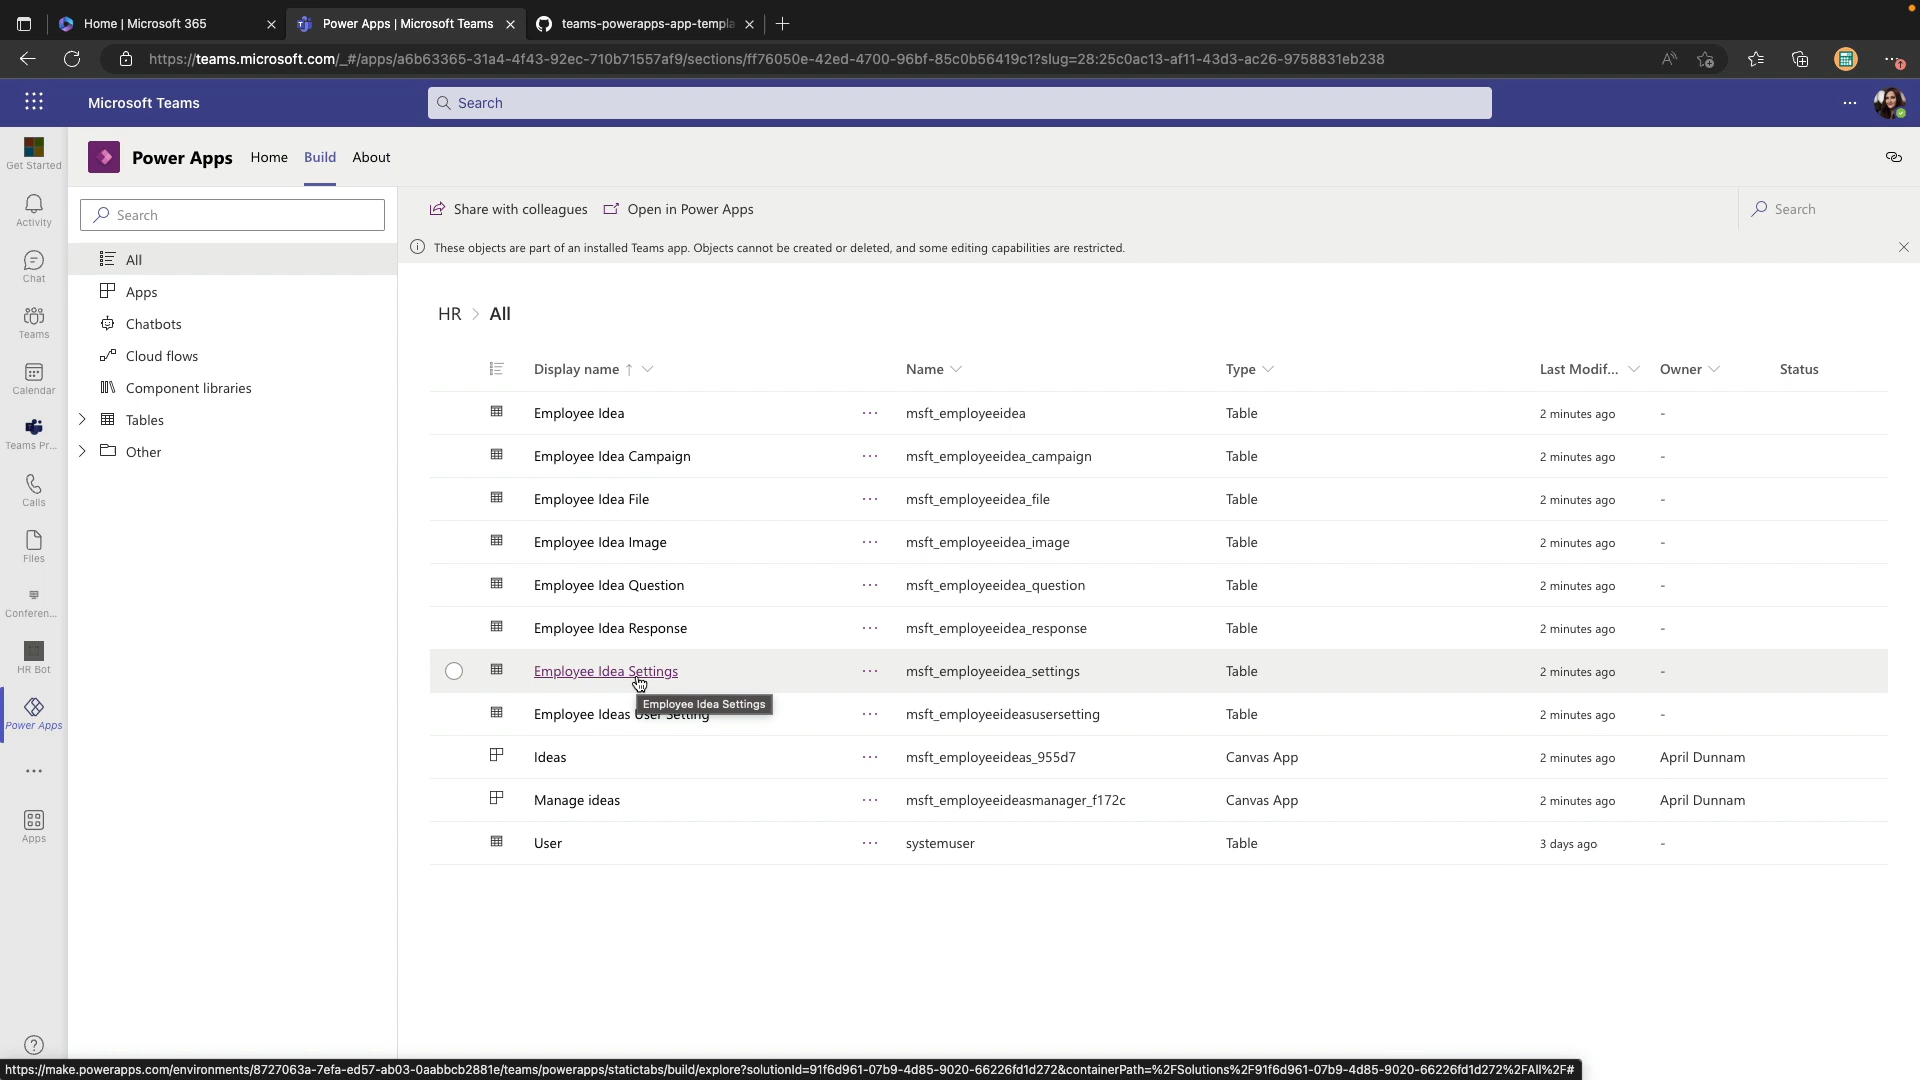 Home | Microsoft 365
Power Apps | Microsoft Teams
teams-powerapps-app-templa
https://teams.microsoft.com/_#/apps/a6b63365-31a4-4f43-92ec-710b71557af9/sections/ff76050e-42ed-4700-96bf-85c0b56419c1?slug=28:25c0ac13-af11-43d3-ac26-9758831eb238
Microsoft Teams
Search
Get Started
Activity
Chat
Teams
Calendar
Teams Pr...
Calls
Files
Conferen...
HR Bot
Power Apps
Apps
Power Apps
Home
Build
About
Search
All
Apps
Chatbots
Cloud flows
Component libraries
Tables
Other
Share with colleagues
Open in Power Apps
Search
These objects are part of an installed Teams app. Objects cannot be created or deleted, and some editing capabilities are restricted.
HR > All
Display name ↑ Name Type Last Modif... Owner Status
Employee Idea ... msft_employeeidea Table 2 minutes ago -
Employee Idea Campaign ... msft_employeeidea_campaign Table 2 minutes ago -
Employee Idea File ... msft_employeeidea_file Table 2 minutes ago -
Employee Idea Image ... msft_employeeidea_image Table 2 minutes ago -
Employee Idea Question ... msft_employeeidea_question Table 2 minutes ago -
Employee Idea Response ... msft_employeeidea_response Table 2 minutes ago -
Employee Idea Settings ... msft_employeeidea_settings Table 2 minutes ago -
Employee Idea Settings
Employee Ideas User Setting ... msft_employeeideasusersetting Table 2 minutes ago -
Ideas ... msft_employeeideas_955d7 Canvas App 2 minutes ago April Dunnam
Manage ideas ... msft_employeeideasmanager_f172c Canvas App 2 minutes ago April Dunnam
User ... systemuser Table 3 days ago -
https://make.powerapps.com/environments/8727063a-7efa-ed57-ab03-0aabbcb2881e/teams/powerapps/statictabs/build/explore?solutionId=91f6d961-07b9-4d85-9020-66226fd1d272&containerPath=%2FSolutions%2F91f6d961-07b9-4d85-9020-66226fd1d272%2FAll%2F#